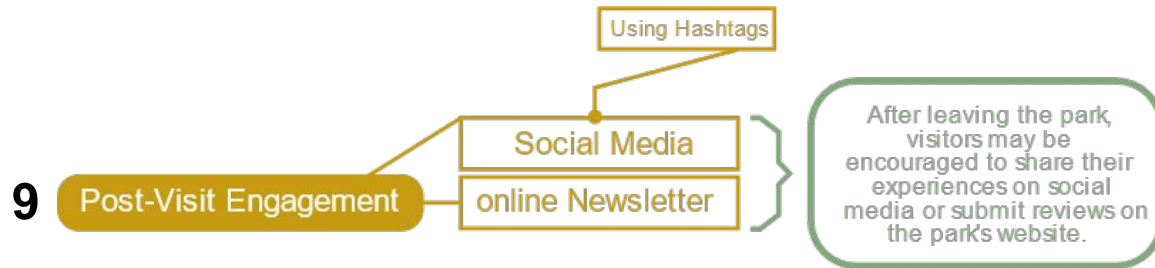 Using Hashtags
Social Media
9 Post-Visit Engagement
online Newsletter
After leaving the park,
visitors may be
encouraged to share their
experiences on social
media or submit reviews on
the park's website.